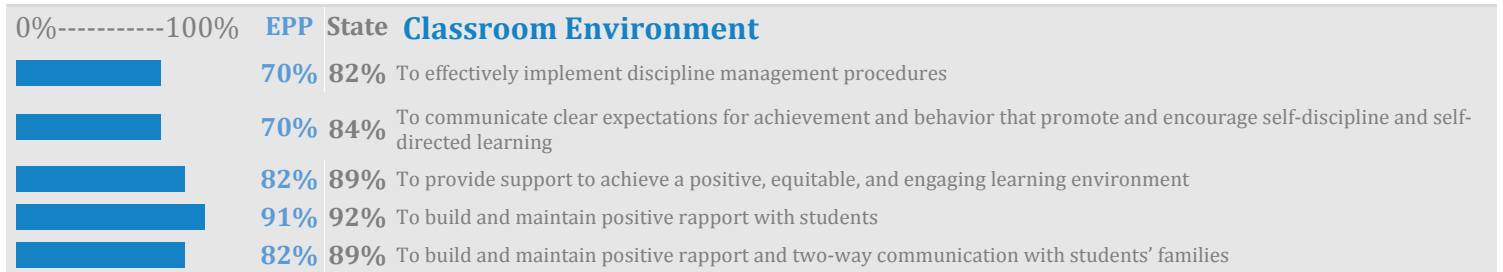 0%-----------100% EPP State Classroom Environment
70% 82% To effectively implement discipline management procedures
70% 84% To communicate clear expectations for achievement and behavior that promote and encourage self-discipline and self-
directed learning
82% 89% To provide support to achieve a positive, equitable, and engaging learning environment
91% 92% To build and maintain positive rapport with students
82% 89% To build and maintain positive rapport and two-way communication with students’ families